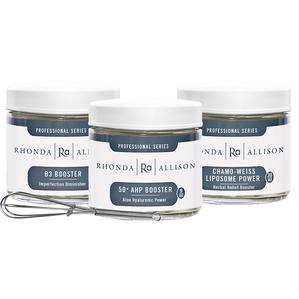 PROFESSIONAL SERIES
RHONDA Ra ALLISON
B3 BOOSTER
Imperfection Diminisher
PROFESSIONAL SERIES
RHONDA Ra ALLISON
50+ AHP BOOSTER
Aloe Hyaluronic Power
PROFESSIONAL SERIES
RHONDA Ra ALLISON
CHAMO-WEISS
LIPOSOME POWER
Herbal Relief Booster